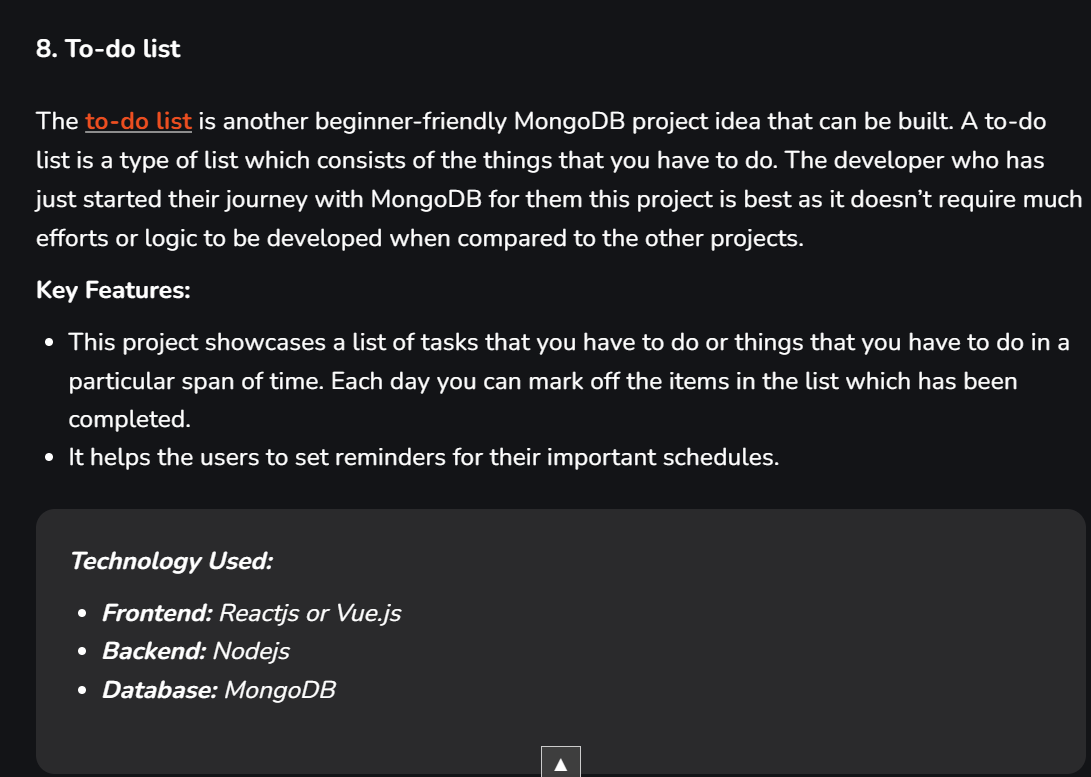 8. To-do list
The to-do list is another beginner-friendly MongoDB project idea that can be built. A to-do
list is a type of list which consists of the things that you have to do. The developer who has
just started their journey with MongoDB for them this project is best as it doesn’t require much
efforts or logic to be developed when compared to the other projects.
Key Features:
• This project showcases a list of tasks that you have to do or things that you have to do in a
particular span of time. Each day you can mark off the items in the list which has been
completed.
• It helps the users to set reminders for their important schedules.
Technology Used:
• Frontend: Reactjs or Vue.js
• Backend: Nodejs
• Database: MongoDB